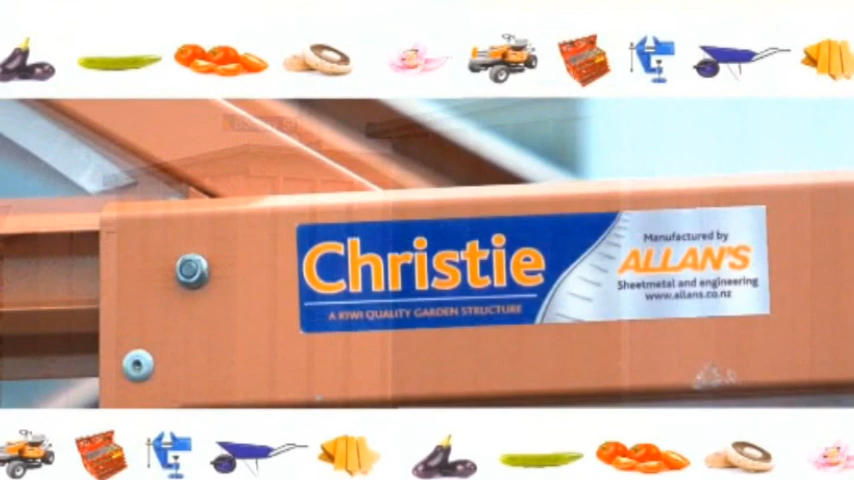 Christie
A KIWI QUALITY GARDEN STRUCTURE
Manufactured by
ALLAN'S
Sheetmetal and engineering
www.allans.co.nz